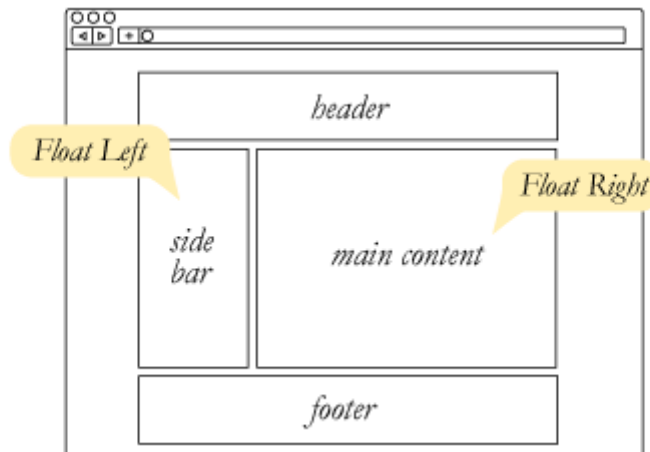 header
Float Left
Float Right
side
bar
main content
footer